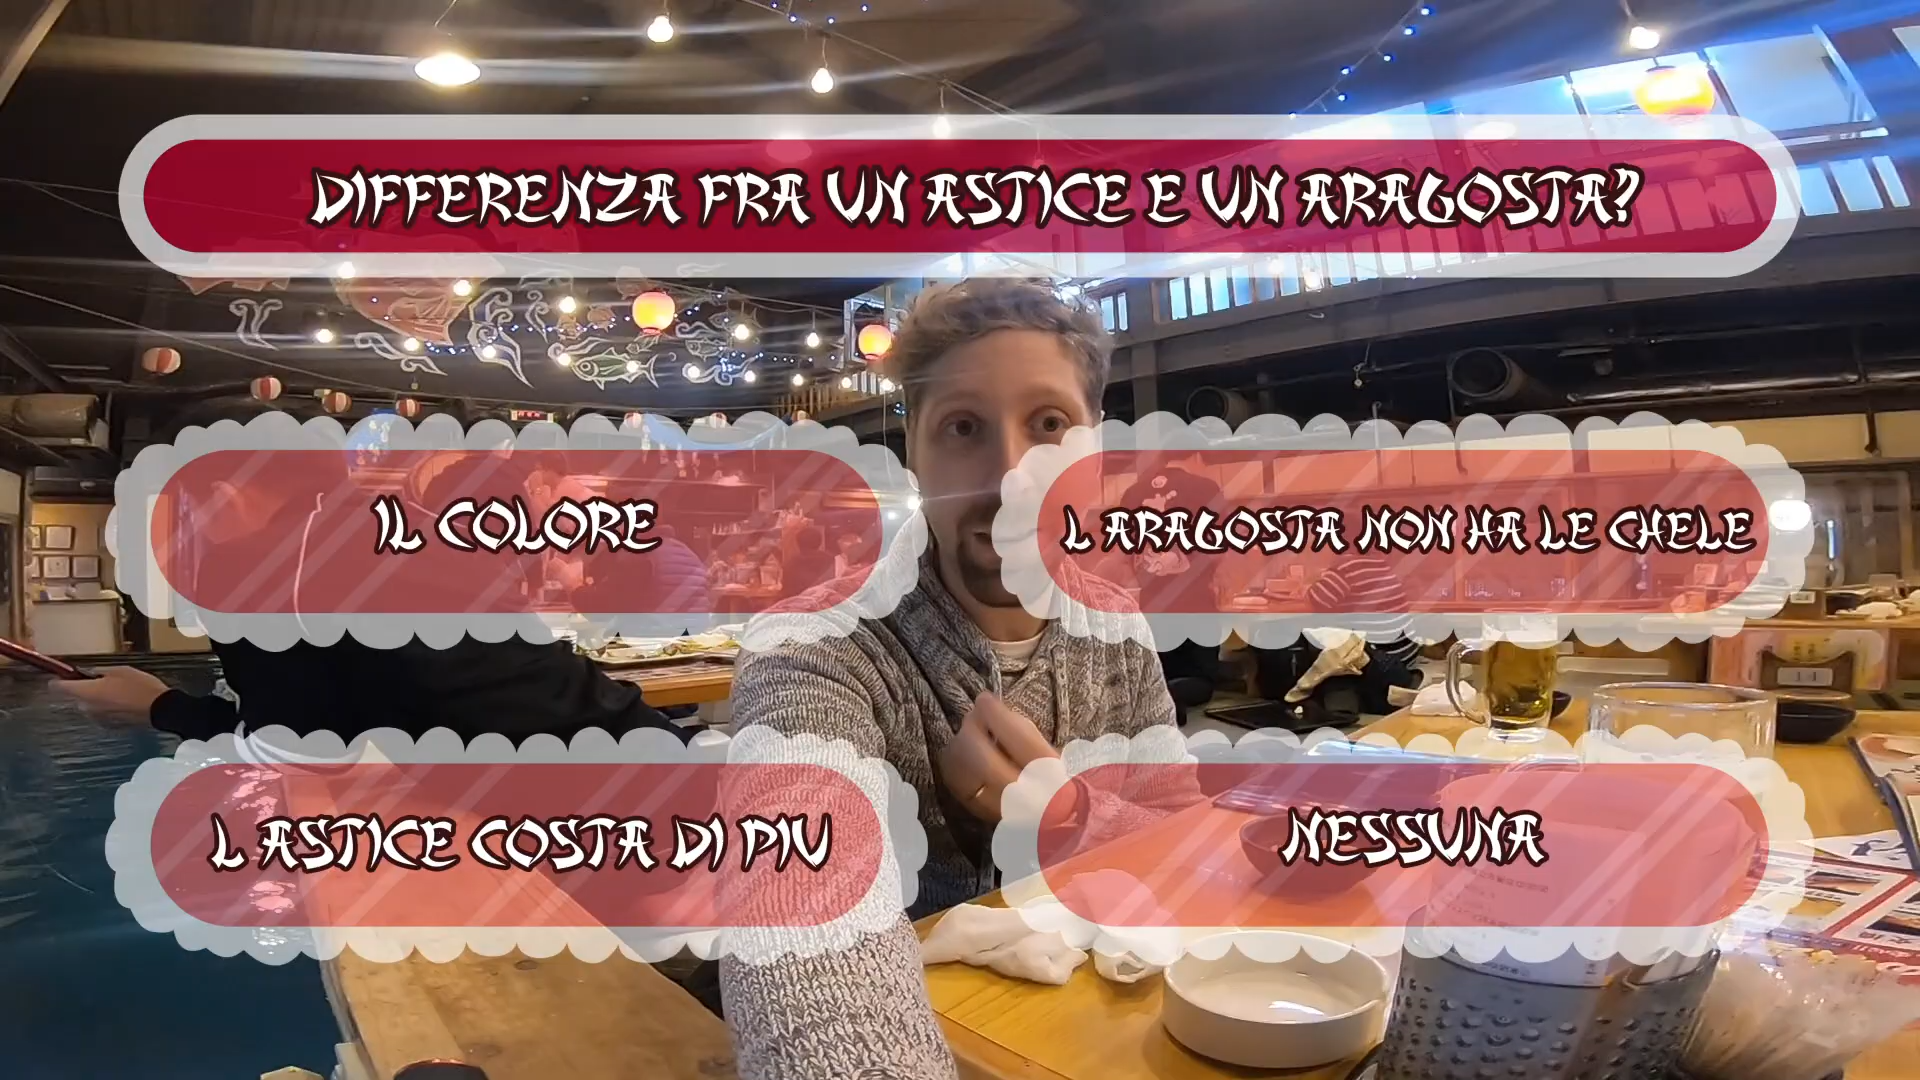 DIFFERENZA FRA UN ASTICE E UN ARAGOSTA?
IL COLORE
L ARAGOSTA NON HA LE CHELE
L ASTICE COSTA DI PIU
NESSUNA